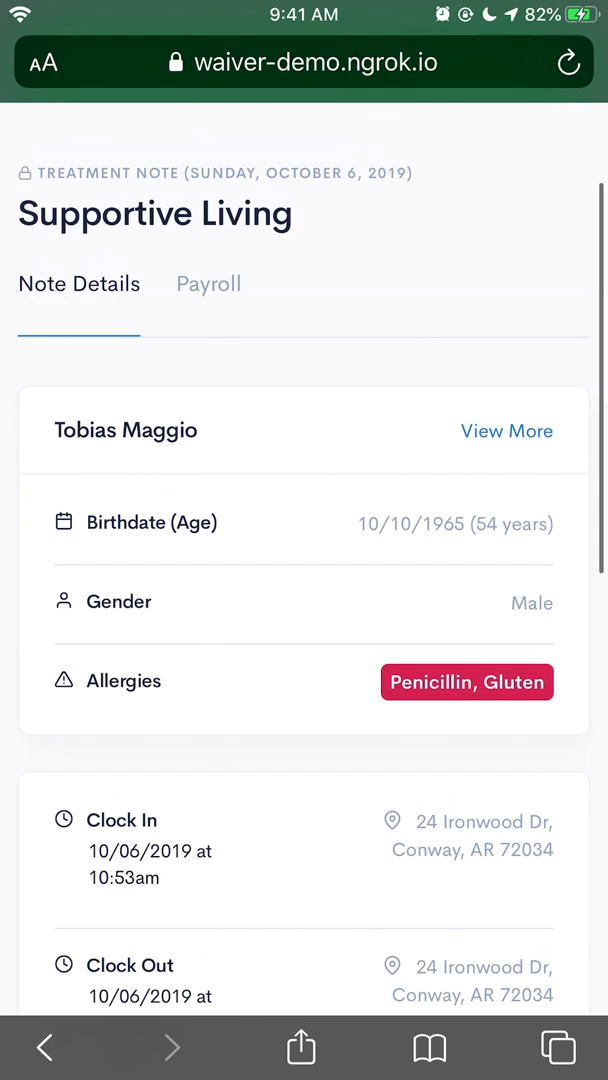 9:41 AM
82%
AA
waiver-demo.ngrok.io
TREATMENT NOTE (SUNDAY, OCTOBER 6, 2019)
Supportive Living
Note Details
Payroll
Tobias Maggio
View More
Birthdate (Age)
10/10/1965 (54 years)
Gender
Male
Allergies
Penicillin, Gluten
Clock In
10/06/2019 at
10:53am
24 Ironwood Dr,
Conway, AR 72034
Clock Out
10/06/2019 at
24 Ironwood Dr,
Conway, AR 72034